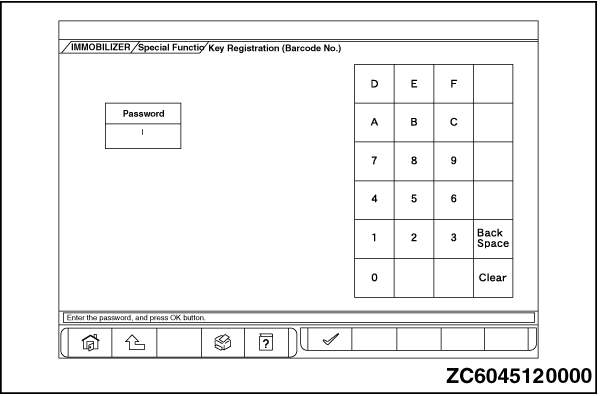 IMMOBILIZER Special Functio Key Registration (Barcode No.)
Password
D E F
A B C
7 8 9
4 5 6
1 2 3 Back Space
0 Clear
Enter the password, and press OK button.
?
ZC6045120000